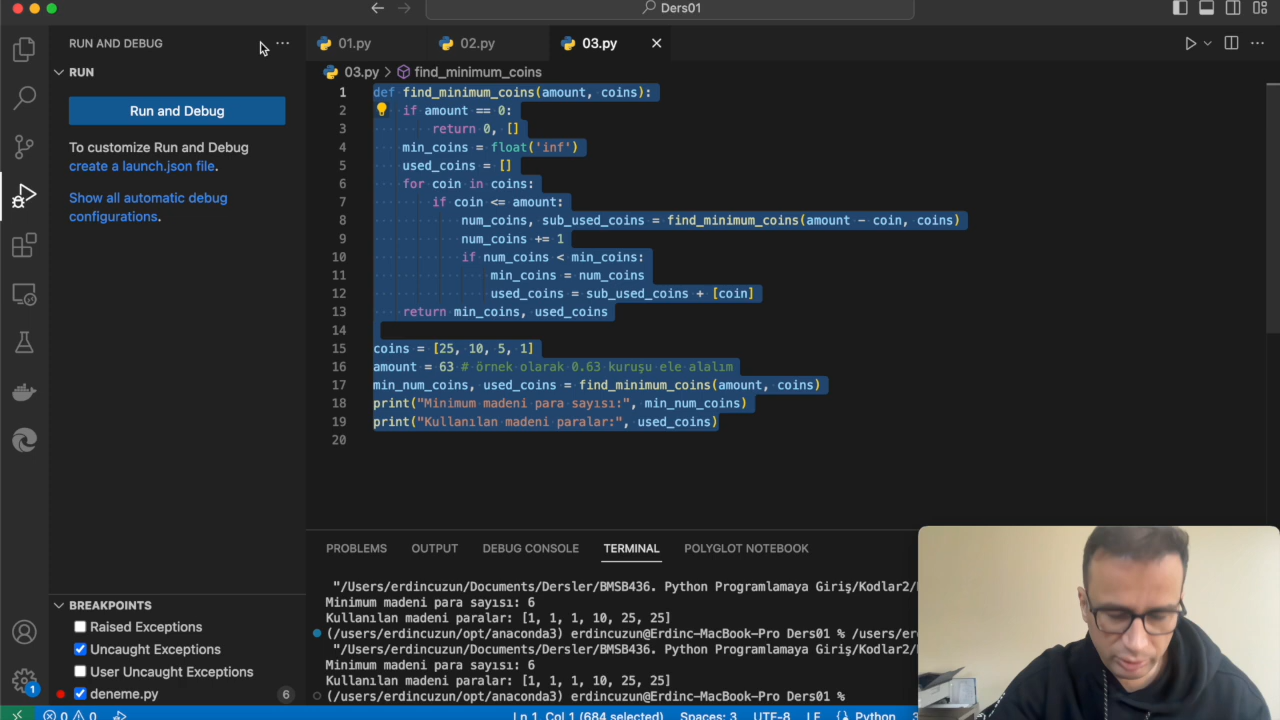 Ders01
RUN AND DEBUG
RUN
Run and Debug
To customize Run and Debug
create a launch.json file.
Show all automatic debug
configurations.
01.py
02.py
03.py
03.py > find_minimum_coins
1 def find_minimum_coins(amount, coins):
2 if amount == 0:
3 return 0, []
4 min_coins = float('inf')
5 used_coins = []
6 for coin in coins:
7 if coin <= amount:
8 num_coins, sub_used_coins = find_minimum_coins(amount - coin, coins)
9 num_coins += 1
10 if num_coins < min_coins:
11 min_coins = num_coins
12 used_coins = sub_used_coins + [coin]
13 return min_coins, used_coins
14
15 coins = [25, 10, 5, 1]
16 amount = 63 # örnek olarak 0.63 kuruşu ele alalım
17 min_num_coins, used_coins = find_minimum_coins(amount, coins)
18 print("Minimum madeni para sayısı:", min_num_coins)
19 print("Kullanılan madeni paralar:", used_coins)
20
PROBLEMS OUTPUT DEBUG CONSOLE TERMINAL POLYGLOT NOTEBOOK
"/Users/erdincuzun/Documents/Dersler/BMSB436. Python Programlamaya Giriş/Kodlar2/
Minimum madeni para sayısı: 6
Kullanılan madeni paralar: [1, 1, 1, 10, 25, 25]
(/Users/erdincuzun/opt/anaconda3) erdincuzun@Erdinc-MacBook-Pro Ders01 % /users/er
"/Users/erdincuzun/Documents/Dersler/BMSB436. Python Programlamaya Giriş/Kodlar2/
Minimum madeni para sayısı: 6
Kullanılan madeni paralar: [1, 1, 1, 10, 25, 25]
(/Users/erdincuzun/opt/anaconda3) erdincuzun@Erdinc-MacBook-Pro Ders01 %
BREAKPOINTS
Raised Exceptions
Uncaught Exceptions
User Uncaught Exceptions
deneme.py 6
1
0 0 Ln 1, Col 1 (684 selected) Spaces: 3 UTF-8 LF Python